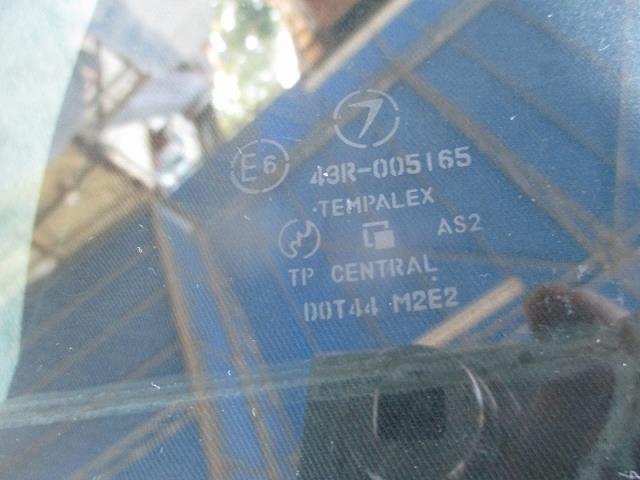 E6 43R-005165
TEMPALEX
AS2
TP CENTRAL
DOT44 M2E2